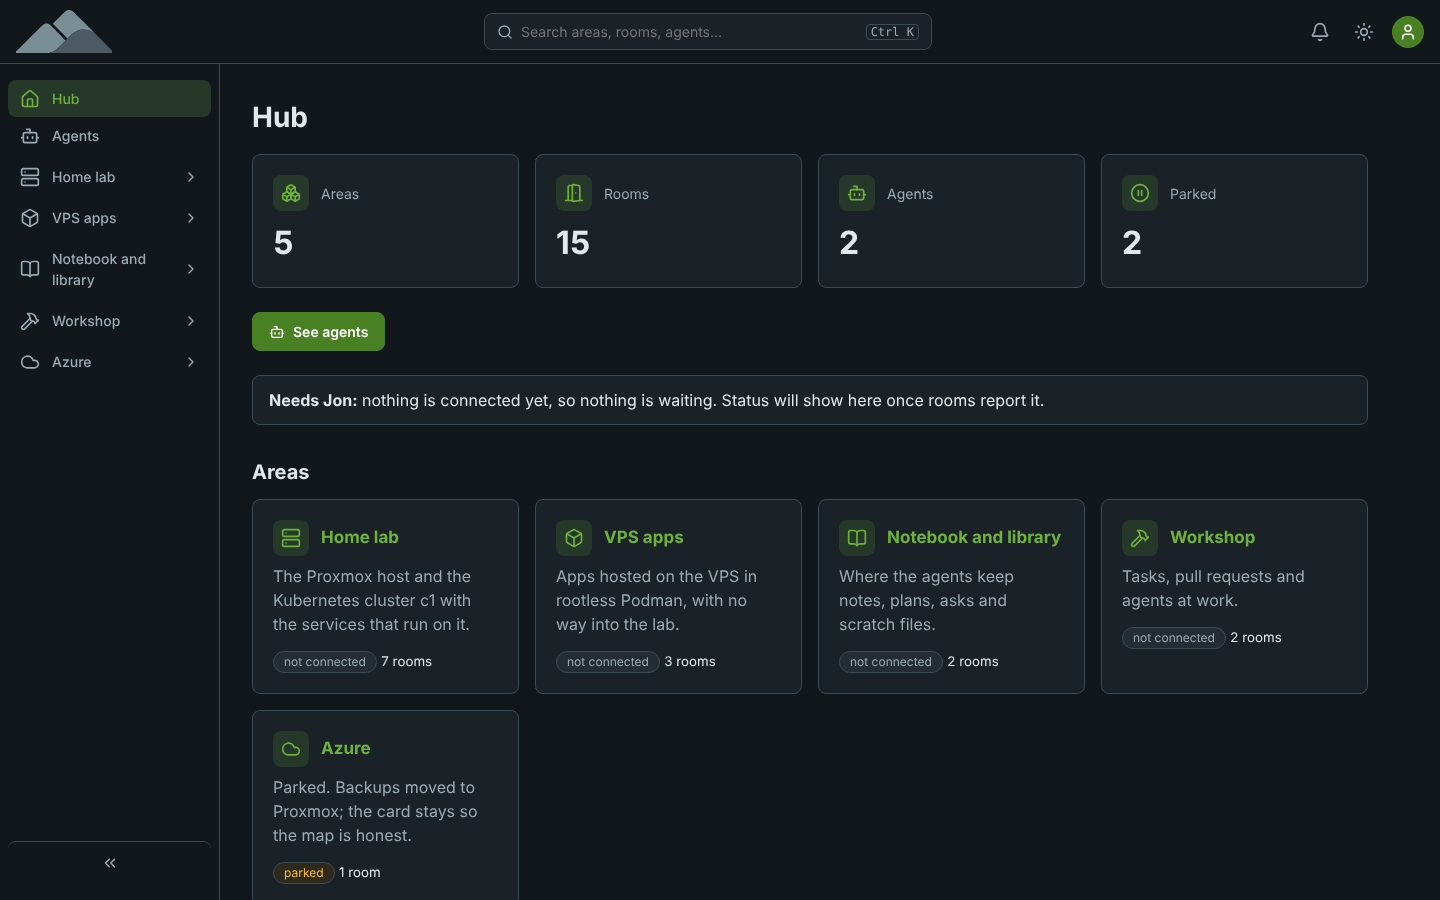 Search areas, rooms, agents...
Ctrl K
Hub
Agents
Home lab
VPS apps
Notebook and
library
Workshop
Azure
Hub
Areas
5
Rooms
15
Agents
2
Parked
2
See agents
Needs Jon: nothing is connected yet, so nothing is waiting. Status will show here once rooms report it.
Areas
Home lab
The Proxmox host and the
Kubernetes cluster c1 with
the services that run on it.
not connected 7 rooms
VPS apps
Apps hosted on the VPS in
rootless Podman, with no
way into the lab.
not connected 3 rooms
Notebook and library
Where the agents keep
notes, plans, asks and
scratch files.
not connected 2 rooms
Workshop
Tasks, pull requests and
agents at work.
not connected 2 rooms
Azure
Parked. Backups moved to
Proxmox; the card stays so
the map is honest.
parked 1 room